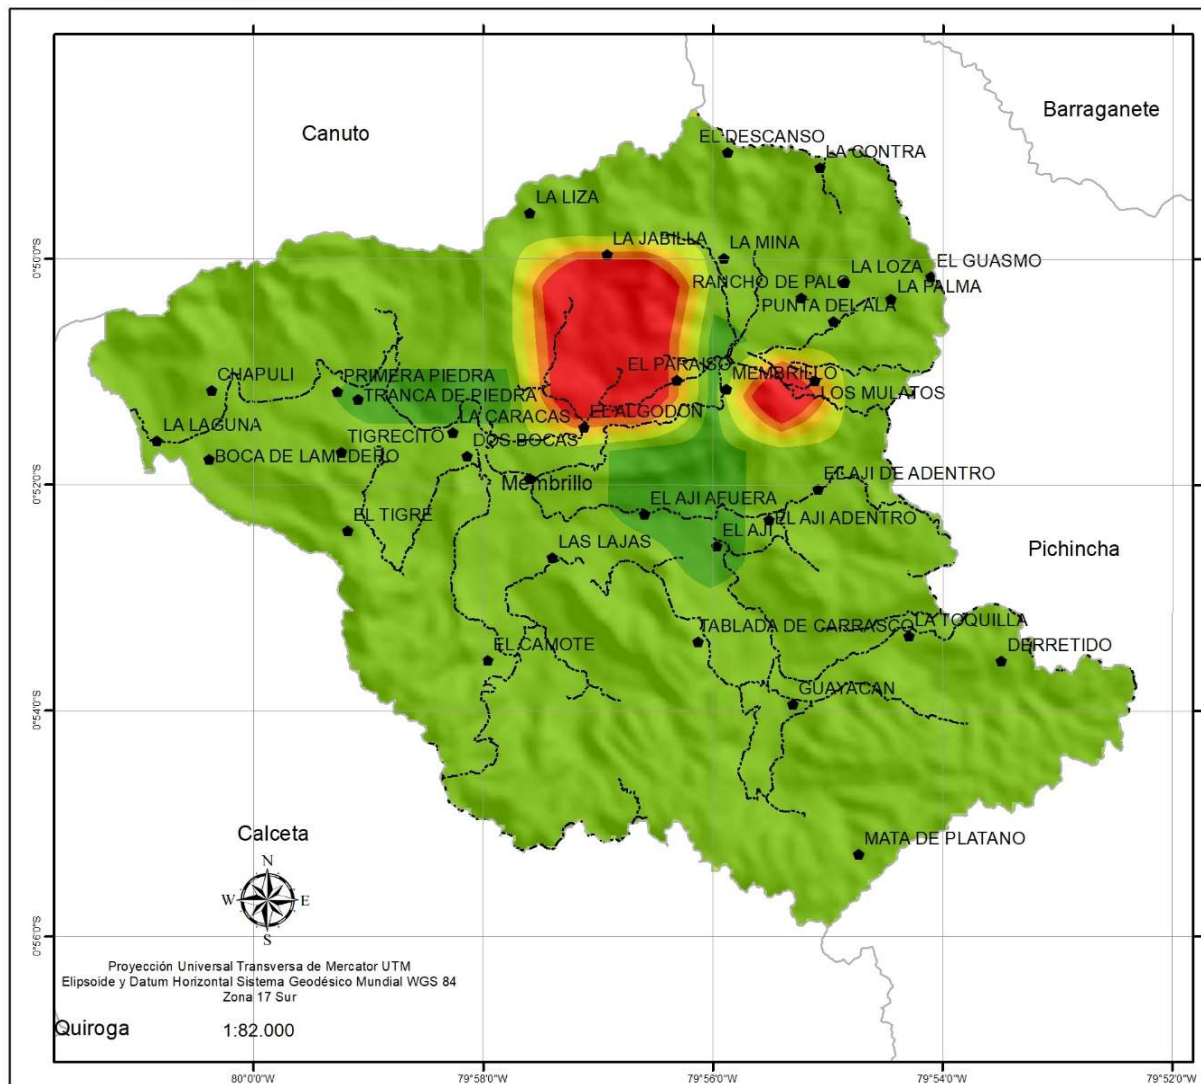 Canuto
Barraganete
EL DESCANSO
LA CONTRA
LA LIZA
LA JABILLA
LA MINA
LA LOZA
EL GUASMO
RANCHO DE PALO
LA PALMA
PUNTA DEL ALA
EL PARAISO
MEMBRILLO
LOS MULATOS
CHAPULI
PRIMERA PIEDRA
TRANCA DE PIEDRA
LA CARACAS
EL ALGODON
LA LAGUNA
TIGRECITO
DOS BOCAS
BOCA DE LAMEDERO
Membrillo
EL AJI DE ADENTRO
EL AJI AFUERA
EL AJI ADENTRO
EL TIGRE
EL AJI
LAS LAJAS
Pichincha
TABLADA DE CARRASCO
LA TOQUILLA
EL CAMOTE
DERRETIDO
GUAYACAN
MATA DE PLATANO
Calceta
N
W
E
S
Proyección Universal Transversa de Mercator UTM
Elipsoide y Datum Horizontal Sistema Geodésico Mundial WGS 84
Zona 17 Sur
Quiroga
1:82.000
0°50'0"S
0°52'0"S
0°54'0"S
0°56'0"S
80°0'0"W
79°58'0"W
79°56'0"W
79°54'0"W
79°52'0"W